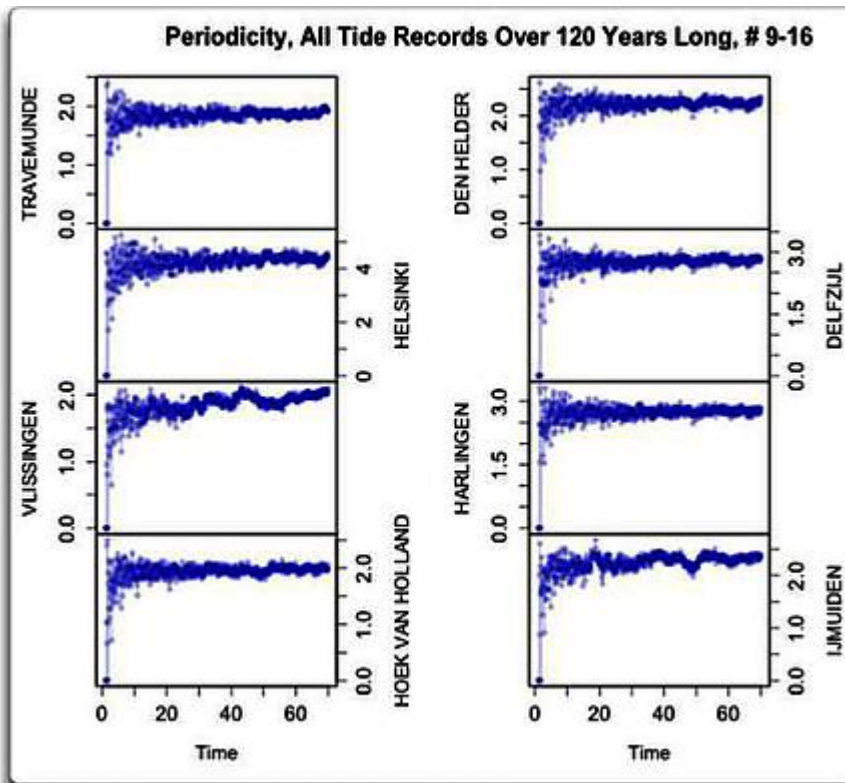 Periodicity, All Tide Records Over 120 Years Long, # 9-16
TRAVEMUNDE
0.0 1.0 2.0
HELSINKI
0 2 4
VLISSINGEN
0.0 1.0 2.0
HOEK VAN HOLLAND
0.0 1.0 2.0
0 20 40 60
Time
DEN HELDER
0.0 1.0 2.0
DELFZIJL
0.0 1.5 3.0
HARLINGEN
0.0 1.5 3.0
IJMUIDEN
0.0 1.0 2.0
0 20 40 60
Time